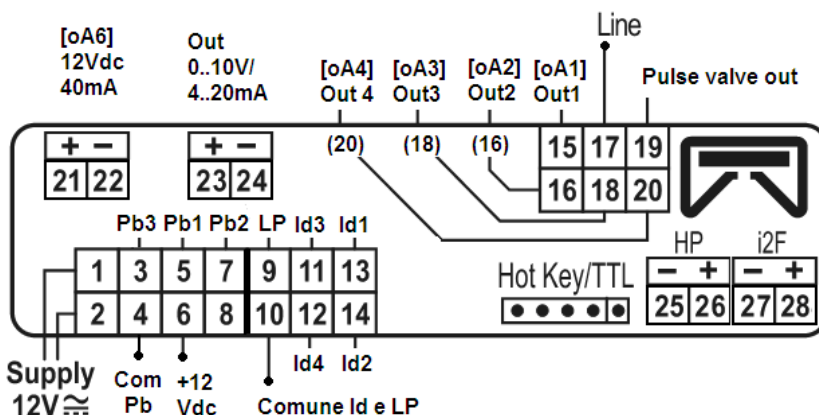 [oA6]
12Vdc
40mA
Out
0..10V/
4..20mA
[oA4]
Out 4
[oA3]
Out3
[oA2]
Out2
[oA1]
Out1
Line
Pulse valve out
+ −
21 22
+ −
23 24
(20) (18) (16)
15 17 19
16 18 20
Pb3 Pb1 Pb2 LP Id3 Id1
1 3 5 7 9 11 13
2 4 6 8 10 12 14
Id4 Id2
Hot Key/TTL
HP
− +
25 26
i2F
− +
27 28
Supply
12V
Com
Pb
+12
Vdc
Comune Id e LP